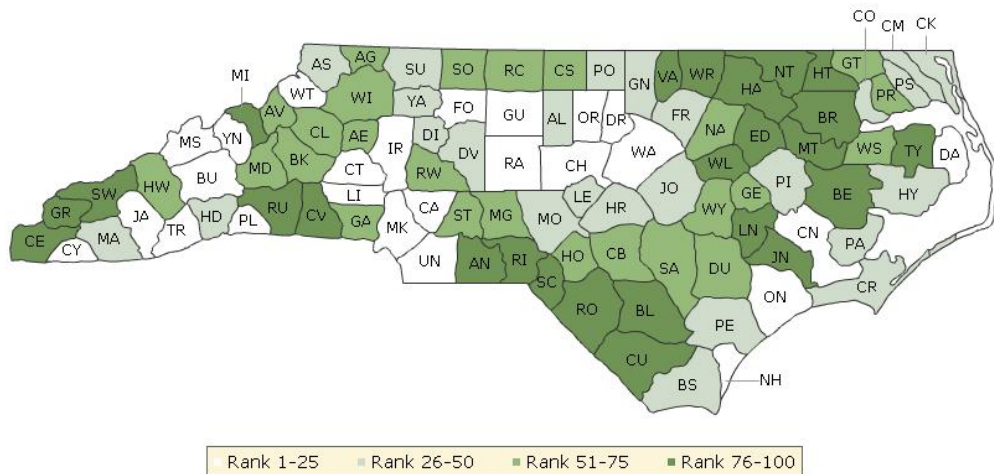 CO CM CK
MI AS AG SU SO RC CS PO GN VA WR NT HT GT PS
WT WI YA FO GU AL OR DR FR HA BR PR
MS YN AV CL AE DI DV IR NA ED MT WS TY DA
BU MD BK CT RW RA CH WA WL
SW HW RU CV LI CA ST MG MO LE HR JO PI BE HY
GR JA HD PL GA MK WY GE LN CN PA
CE CY MA TR UN AN RI SC HO CB SA DU JN CR
RO BL ON
PE
CU
BS NH
Rank 1-25 Rank 26-50 Rank 51-75 Rank 76-100